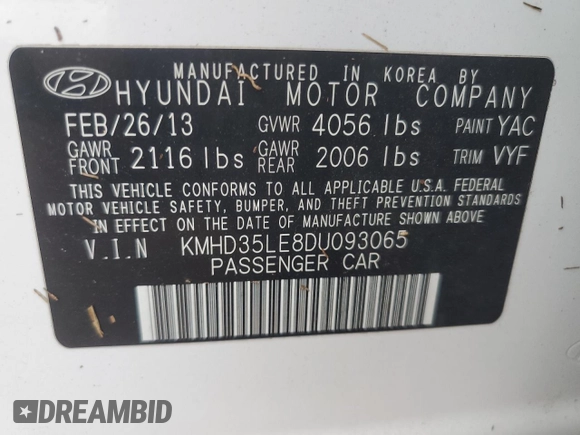 MANUFACTURED IN KOREA BY
HYUNDAI MOTOR COMPANY
FEB/26/13 GVWR 4056 lbs PAINT YAC
GAWR FRONT 2116 lbs GAWR REAR 2006 lbs TRIM VYF
THIS VEHICLE CONFORMS TO ALL APPLICABLE U.S.A. FEDERAL
MOTOR VEHICLE SAFETY, BUMPER, AND THEFT PREVENTION STANDARDS
IN EFFECT ON THE DATE OF MANUFACTURE SHOWN ABOVE
V.I.N KMHD35LE8DU093065
PASSENGER CAR
DREAMBID